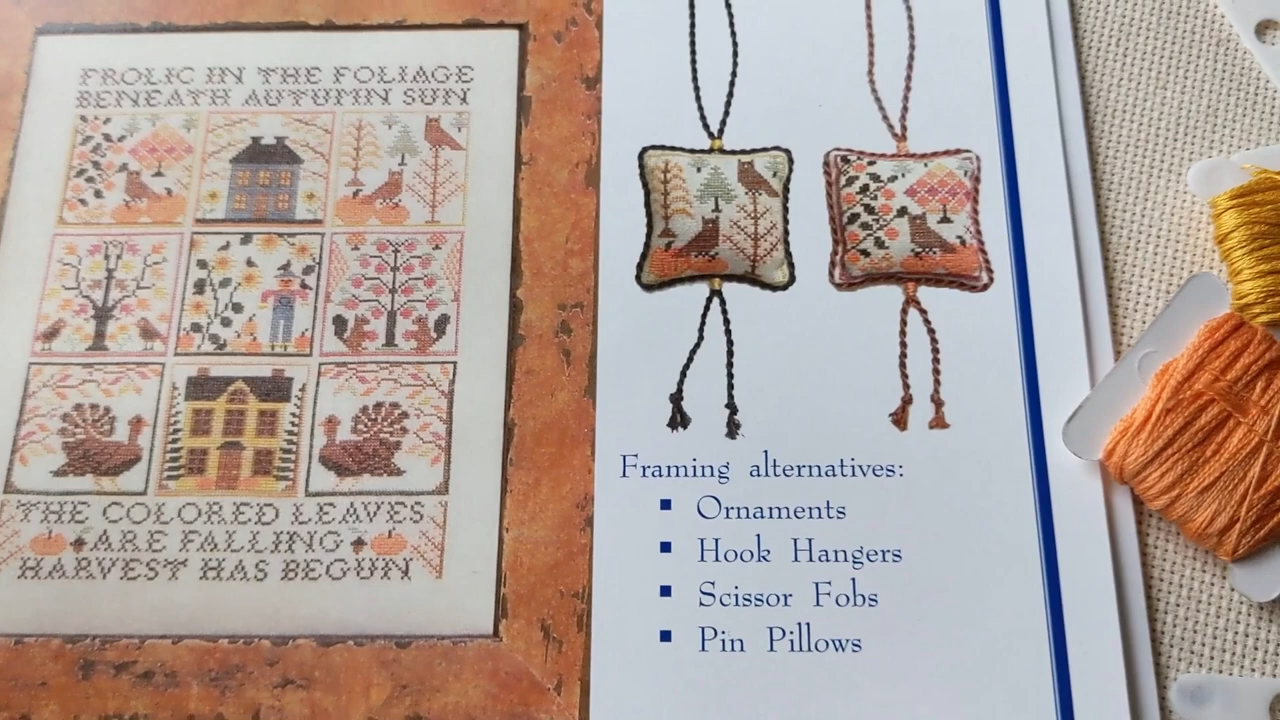 FROLIC IN THE FOLIAGE
BENEATH AUTUMN SUN
THE COLORED LEAVES
ARE FALLING
HARVEST HAS BEGUN
Framing alternatives:
▪ Ornaments
▪ Hook Hangers
▪ Scissor Fobs
▪ Pin Pillows